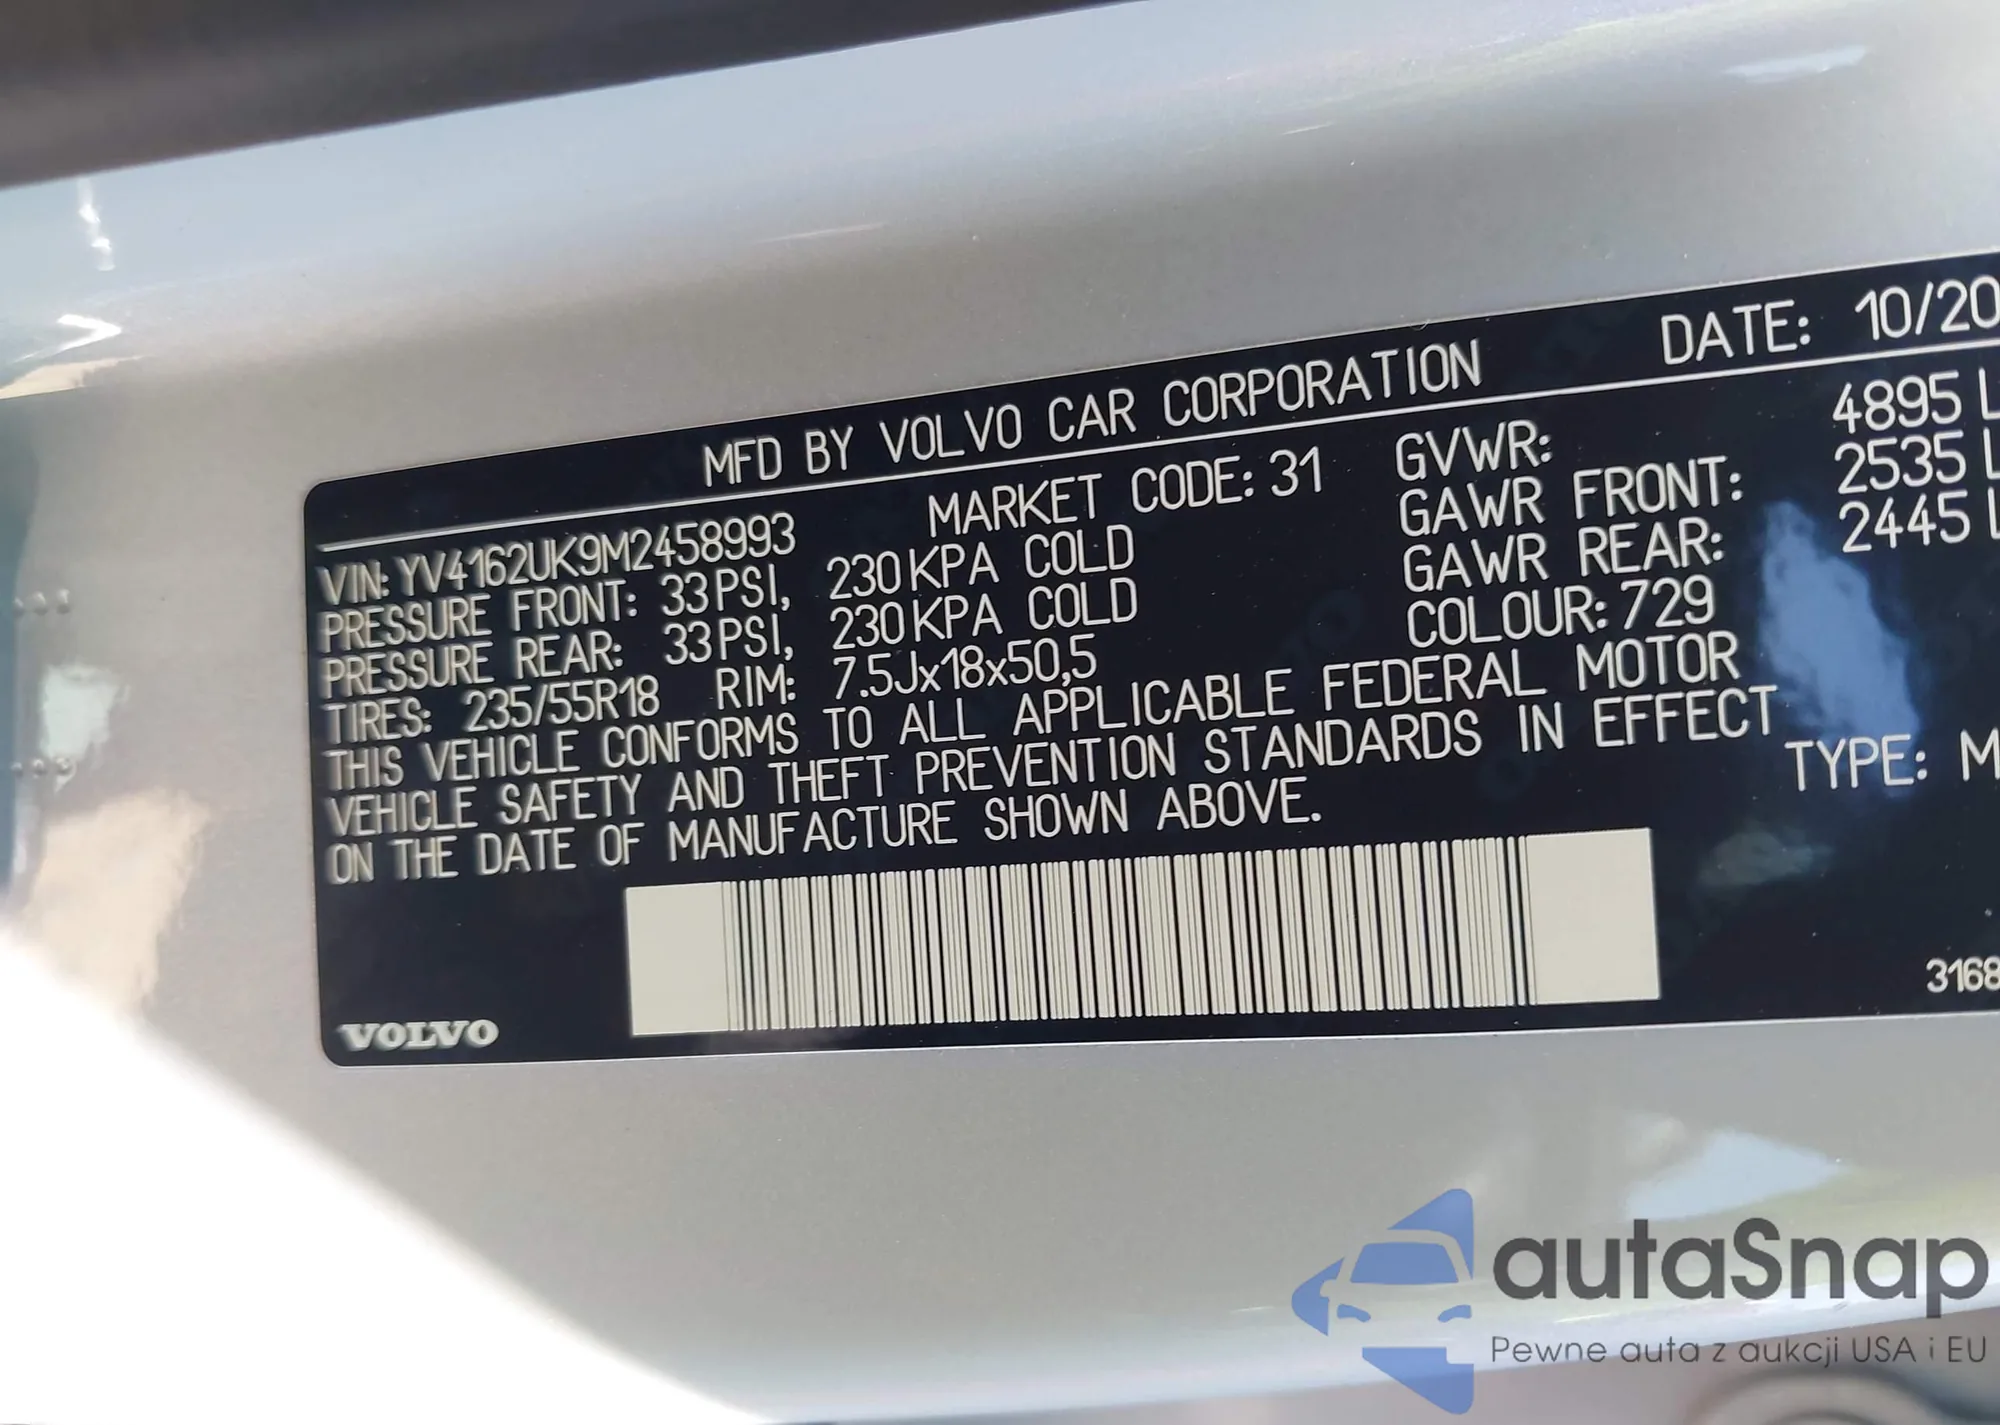 MFD BY VOLVO CAR CORPORATION DATE: 10/20
VIN: YV4162UK9M2458993 MARKET CODE: 31 GVWR: 4895 L
PRESSURE FRONT: 33PSI, 230KPA COLD GAWR FRONT: 2535 L
PRESSURE REAR: 33PSI, 230KPA COLD GAWR REAR: 2445 L
TIRES: 235/55R18 RIM: 7.5Jx18x50,5 COLOUR: 729
THIS VEHICLE CONFORMS TO ALL APPLICABLE FEDERAL MOTOR
VEHICLE SAFETY AND THEFT PREVENTION STANDARDS IN EFFECT
ON THE DATE OF MANUFACTURE SHOWN ABOVE. TYPE: M
3168
VOLVO
autaSnap
Pewne auta z aukcji USA i EU